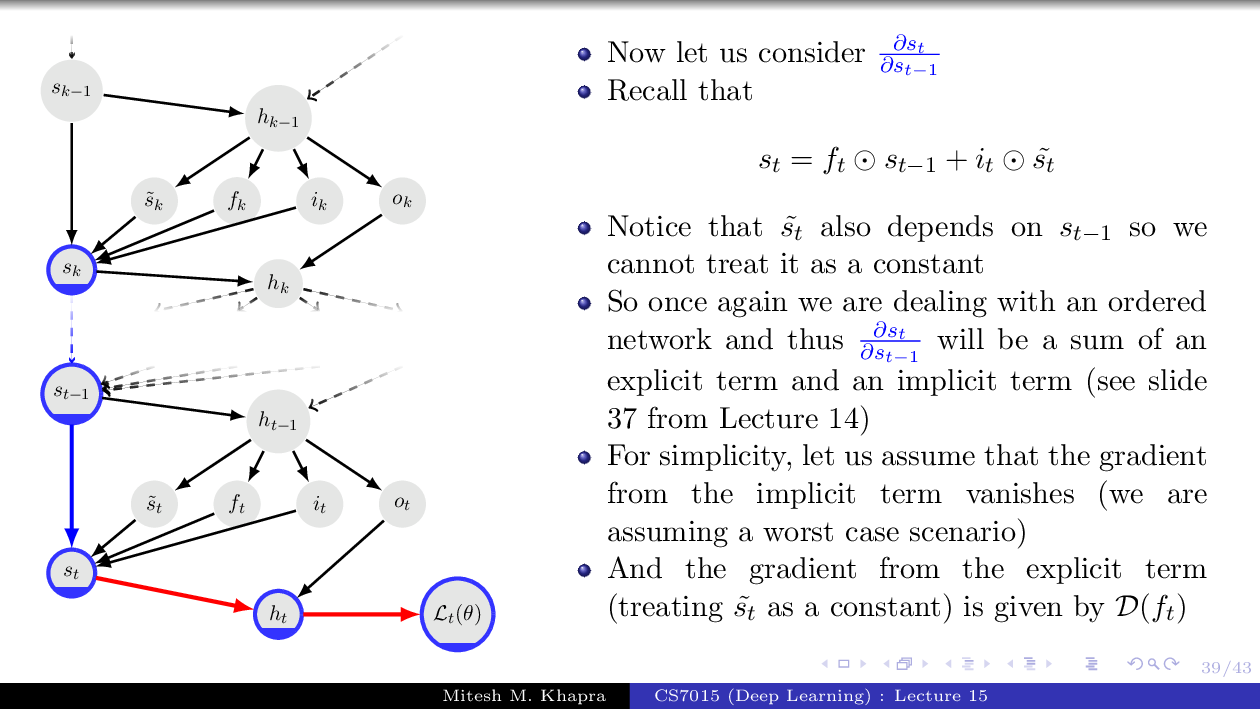 s_{k−1}
h_{k−1}
s̃_k f_k i_k o_k
s_k
h_k
s_{t−1}
h_{t−1}
s̃_t f_t i_t o_t
s_t
h_t
ℒ_t(θ)
Now let us consider ∂s_t/∂s_{t−1}
Recall that
s_t = f_t ⊙ s_{t−1} + i_t ⊙ s̃_t
Notice that s̃_t also depends on s_{t−1} so we
cannot treat it as a constant
So once again we are dealing with an ordered
network and thus ∂s_t/∂s_{t−1} will be a sum of an
explicit term and an implicit term (see slide
37 from Lecture 14)
For simplicity, let us assume that the gradient
from the implicit term vanishes (we are
assuming a worst case scenario)
And the gradient from the explicit term
(treating s̃_t as a constant) is given by 𝒟(f_t)
39/43
Mitesh M. Khapra
CS7015 (Deep Learning) : Lecture 15